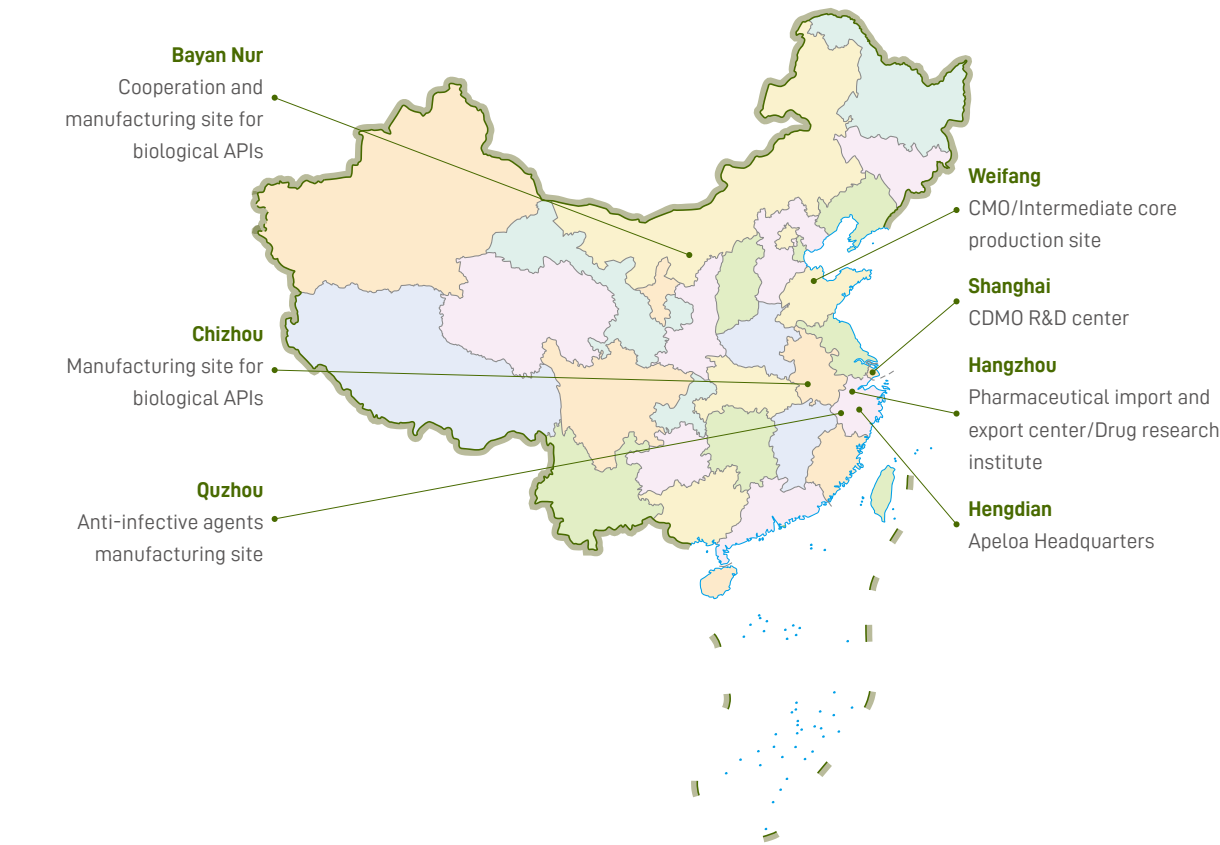 Bayan Nur
Cooperation and
manufacturing site for
biological APIs
Chizhou
Manufacturing site for
biological APIs
Quzhou
Anti-infective agents
manufacturing site
Weifang
CMO/Intermediate core
production site
Shanghai
CDMO R&D center
Hangzhou
Pharmaceutical import and
export center/Drug research
institute
Hengdian
Apeloa Headquarters